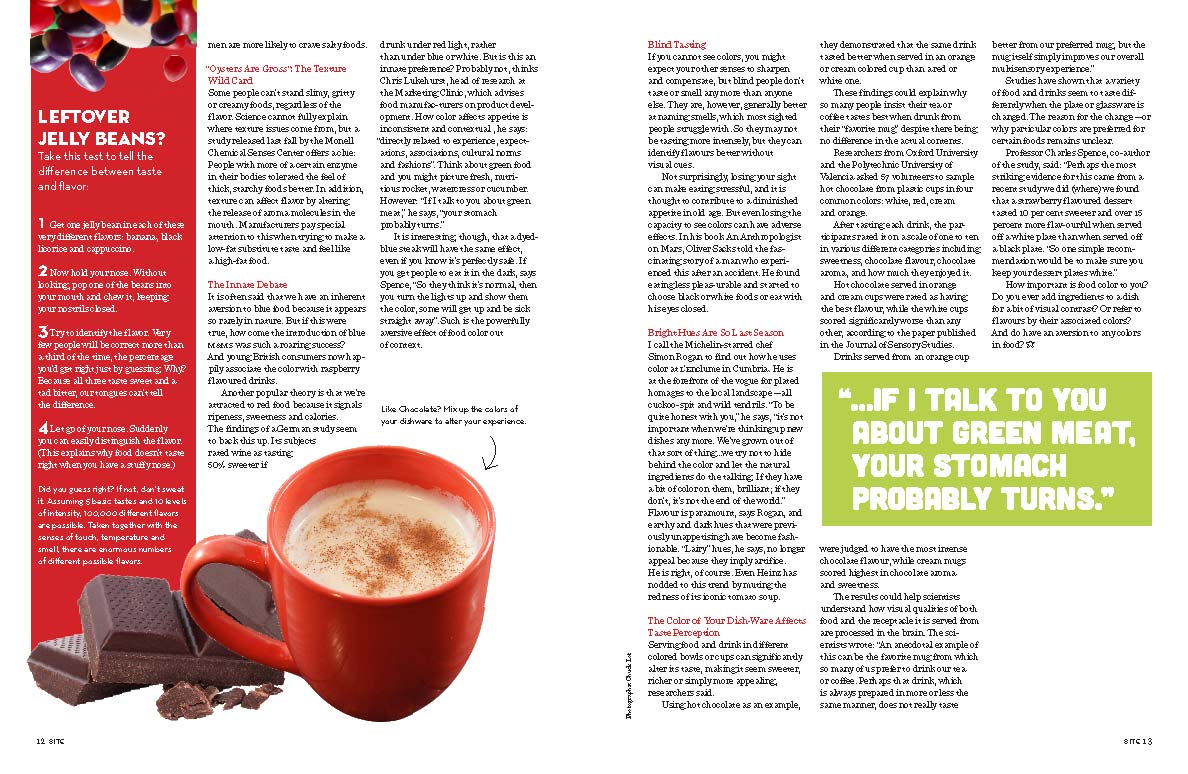 LEFTOVER
JELLY BEANS?
Take this test to tell the
difference between taste
and flavor:
1 Get one jelly bean in each of these
very different flavors: banana, black
licorice and cappuccino.
2 Now hold your nose. Without
looking, pop one of the beans into
your mouth and chew it, keeping
your nostrils closed.
3 Try to identify the flavor. Very
few people will be correct more than
a third of the time, the percentage
you'd get right just by guessing. Why?
Because all three taste sweet and a
tad bitter, our tongues can't tell
the difference.
4 Let go of your nose. Suddenly
you can easily distinguish the flavor.
(This explains why food doesn't taste
right when you have a stuffy nose.)
Did you guess right? If not, don't sweat
it. Assuming 5 basic tastes and 10 levels
of intensity, 100,000 different flavors
are possible. Taken together with the
senses of touch, temperature and
smell, there are enormous numbers
of different possible flavors.
men are more likely to crave salty foods.
"Oysters Are Gross": The Texture
Wild Card
Some people can't stand slimy, gritty
or creamy foods, regardless of the
flavor. Science cannot fully explain
where texture issues come from, but a
study released last fall by the Monell
Chemical Senses Center offers a clue:
People with more of a certain enzyme
in their bodies tolerated the feel of
thick, starchy foods better. In addition,
texture can affect flavor by altering
the release of aroma molecules in the
mouth. Manufacturers pay special
attention to this when trying to make a
low-fat substitute taste and feel like
a high-fat food.
The Innate Debate
It is often said that we have an inherent
aversion to blue food because it appears
so rarely in nature. But if this were
true, how come the introduction of blue
M&MS was such a roaring success?
And young British consumers now hap-
pily associate the color with raspberry
flavoured drinks.
Another popular theory is that we're
attracted to red food because it signals
ripeness, sweetness and calories.
The findings of a German study seem
to back this up. Its subjects
rated wine as tasting
50% sweeter if
drunk under red light, rather
than under blue or white. But is this an
innate preference? Probably not, thinks
Chris Lukehurst, head of research at
the Marketing Clinic, which advises
food manufac-turers on product devel-
opment. How color affects appetite is
inconsistent and contextual , he says:
"directly related to experience, expect-
ations, associations, cultural norms
and fashions". Think about green food
and you might picture fresh, nutri-
tious rocket, watercress or cucumber.
However: "If I talk to you about green
meat," he says, "your stomach
probably turns."
It is interesting, though, that a dyed-
blue steak will have the same effect,
even if you know it's perfectly safe. If
you get people to eat it in the dark, says
Spence, "So they think it's normal, then
you turn the lights up and show them
the color, some will get up and be sick
straight away". Such is the powerfully
aversive effect of food color out
of context.
Like Chocolate? Mix up the colors of
your dishware to alter your experience.
12 SITE
Blind Tasting
If you cannot see colors, you might
expect your other senses to sharpen
and compensate, but blind people don't
taste or smell any more than anyone
else. They are, however, generally better
at naming smells, which most sighted
people struggle with. So they may not
be tasting more intensely, but they can
identify flavours better without
visual cues.
Not surprisingly, losing your sight
can make eating stressful, and it is
thought to contribute to a diminished
appetite in old age. But even losing the
capacity to see colors can have adverse
effects. In his book An Anthropologist
on Mars, Oliver Sacks told the fas-
cinating story of a man who experi-
enced this after an accident. He found
eating less pleas-urable and started to
choose black or white foods or eat with
his eyes closed.
Bright Hues Are So Last Season
I call the Michelin-starred chef
Simon Rogan to find out how he uses
color at L'enclume in Cumbria. He is
at the forefront of the vogue for plated
homages to the local landscape—all
cuckoo-spit and wild tendrils. "To be
quite honest with you," he says, "it's not
important when we're thinking up new
dishes any more. We've grown out of
that sort of thing...we try not to hide
behind the color and let the natural
ingredients do the talking; If they have
a bit of color on them, brilliant; if they
don't, it's not the end of the world."
Flavour is paramount, says Rogan, and
earthy and dark hues that were previ-
ously unappetising have become fash-
ionable. "Lairy" hues, he says, no longer
appeal because they imply artifice.
He is right, of course. Even Heinz has
nodded to this trend by muting the
redness of its iconic tomato soup.
The Color of Your Dish-Ware Affects
Taste Perception
Serving food and drink in different
colored bowls or cups can significantly
alter its taste, making it seem sweeter,
richer or simply more appealing,
researchers said.
Using hot chocolate as an example,
they demonstrated that the same drink
tasted better when served in an orange
or cream colored cup than a red or
white one.
These findings could explain why
so many people insist their tea or
coffee tastes best when drunk from
their "favorite mug" despite there being
no difference in the actual contents.
Researchers from Oxford University
and the Polytechnic University of
Valencia asked 57 volunteers to sample
hot chocolate from plastic cups in four
common colors: white, red, cream
and orange.
After tasting each drink, the par-
ticipants rated it on a scale of one to ten
in various different categories including
sweetness, chocolate flavour, chocolate
aroma, and how much they enjoyed it.
Hot chocolate served in orange
and cream cups were rated as having
the best flavour, while the white cups
scored significantly worse than any
other, according to the paper published
in the Journal of Sensory Studies.
Drinks served from an orange cup
were judged to have the most intense
chocolate flavour, while cream mugs
scored highest in chocolate aroma
and sweetness.
The results could help scientists
understand how visual qualities of both
food and the receptacle it is served from
are processed in the brain. The sci-
entists wrote: "An anecdotal example of
this can be the favorite mug from which
so many of us prefer to drink our tea
or coffee. Perhaps that drink, which
is always prepared in more or less the
same manner, does not really taste
better from our preferred mug, but the
mug itself simply improves our overall
multisensory experience."
Studies have shown that a variety
of food and drinks seem to taste dif-
ferently when the plate or glassware is
changed. The reason for the change—or
why particular colors are preferred for
certain foods remains unclear.
Professor Charles Spence, co-author
of the study, said: "Perhaps the most
striking evidence for this came from a
recent study we did (where) we found
that a strawberry flavoured dessert
tasted 10 per cent sweeter and over 15
percent more flav-ourful when served
off a white plate than when served off
a black plate. "So one simple recom-
mendation would be to make sure you
keep your dessert plates white."
How important is food color to you?
Do you ever add ingredients to a dish
for a bit of visual contrast? Or refer to
flavours by their associated colors?
And do have an aversion to any colors
in food?
"...IF I TALK TO YOU
ABOUT GREEN MEAT,
YOUR STOMACH
PROBABLY TURNS."
SITE 13